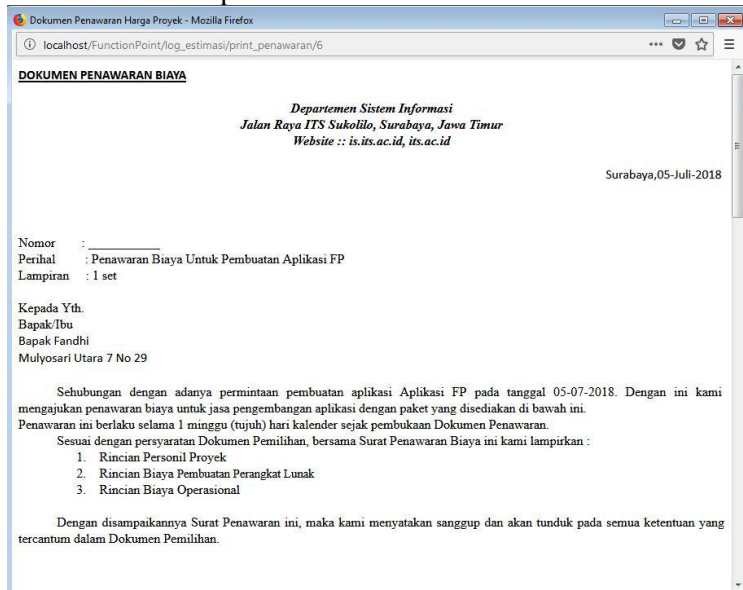 Dokumen Penawaran Harga Proyek - Mozilla Firefox
localhost/FunctionPoint/log_estimasi/print_penawaran/6
DOKUMEN PENAWARAN BIAYA
Departemen Sistem Informasi
Jalan Raya ITS Sukolilo, Surabaya, Jawa Timur
Website :: is.its.ac.id, its.ac.id
Surabaya,05-Juli-2018
Nomor : ___________
Perihal : Penawaran Biaya Untuk Pembuatan Aplikasi FP
Lampiran : 1 set
Kepada Yth.
Bapak/Ibu
Bapak Fandhi
Mulyosari Utara 7 No 29
Sehubungan dengan adanya permintaan pembuatan aplikasi Aplikasi FP pada tanggal 05-07-2018. Dengan ini kami
mengajukan penawaran biaya untuk jasa pengembangan aplikasi dengan paket yang disediakan di bawah ini.
Penawaran ini berlaku selama 1 minggu (tujuh) hari kalender sejak pembukaan Dokumen Penawaran.
Sesuai dengan persyaratan Dokumen Pemilihan, bersama Surat Penawaran Biaya ini kami lampirkan :
1. Rincian Personil Proyek
2. Rincian Biaya Pembuatan Perangkat Lunak
3. Rincian Biaya Operasional
Dengan disampaikannya Surat Penawaran ini, maka kami menyatakan sanggup dan akan tunduk pada semua ketentuan yang
tercantum dalam Dokumen Pemilihan.